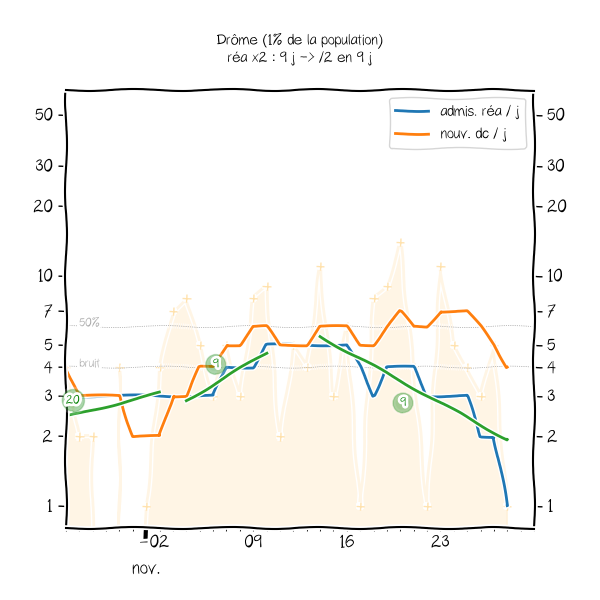 Drôme (1% de la population)
réa x2 : 9 j -> /2 en 9 j
admis. réa / j
nouv. dc / j
50 50
30 30
20 20
10 10
7 7
50%
5 5
bruit 9
4 4
3 20 9 3
2 2
1 1
02 09 16 23
nov.